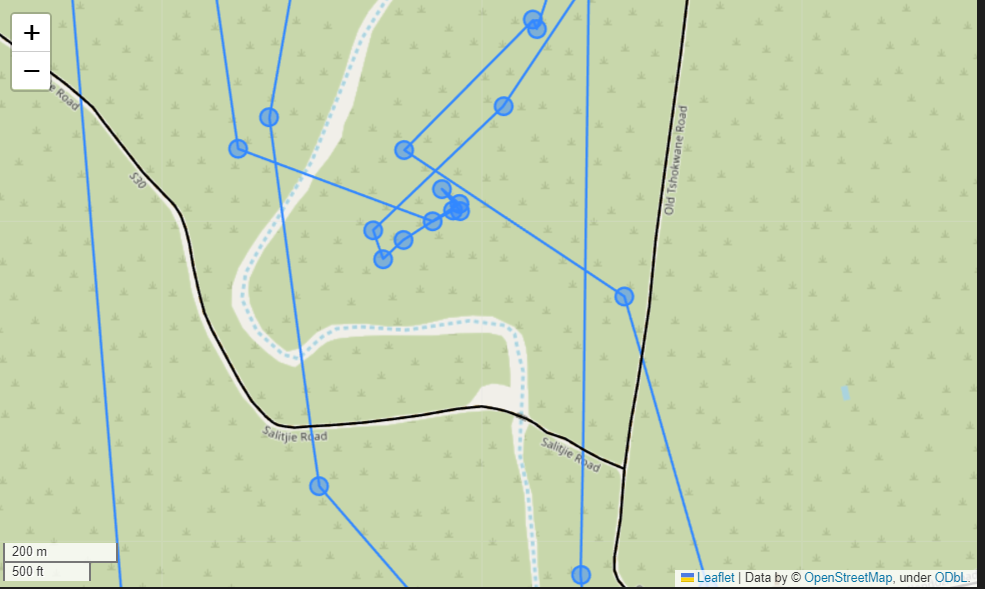 +
−
e Road
S30
Old Tshokwane Road
Salitjie Road
Salitjie Road
200 m
500 ft
Leaflet | Data by © OpenStreetMap, under ODbL.